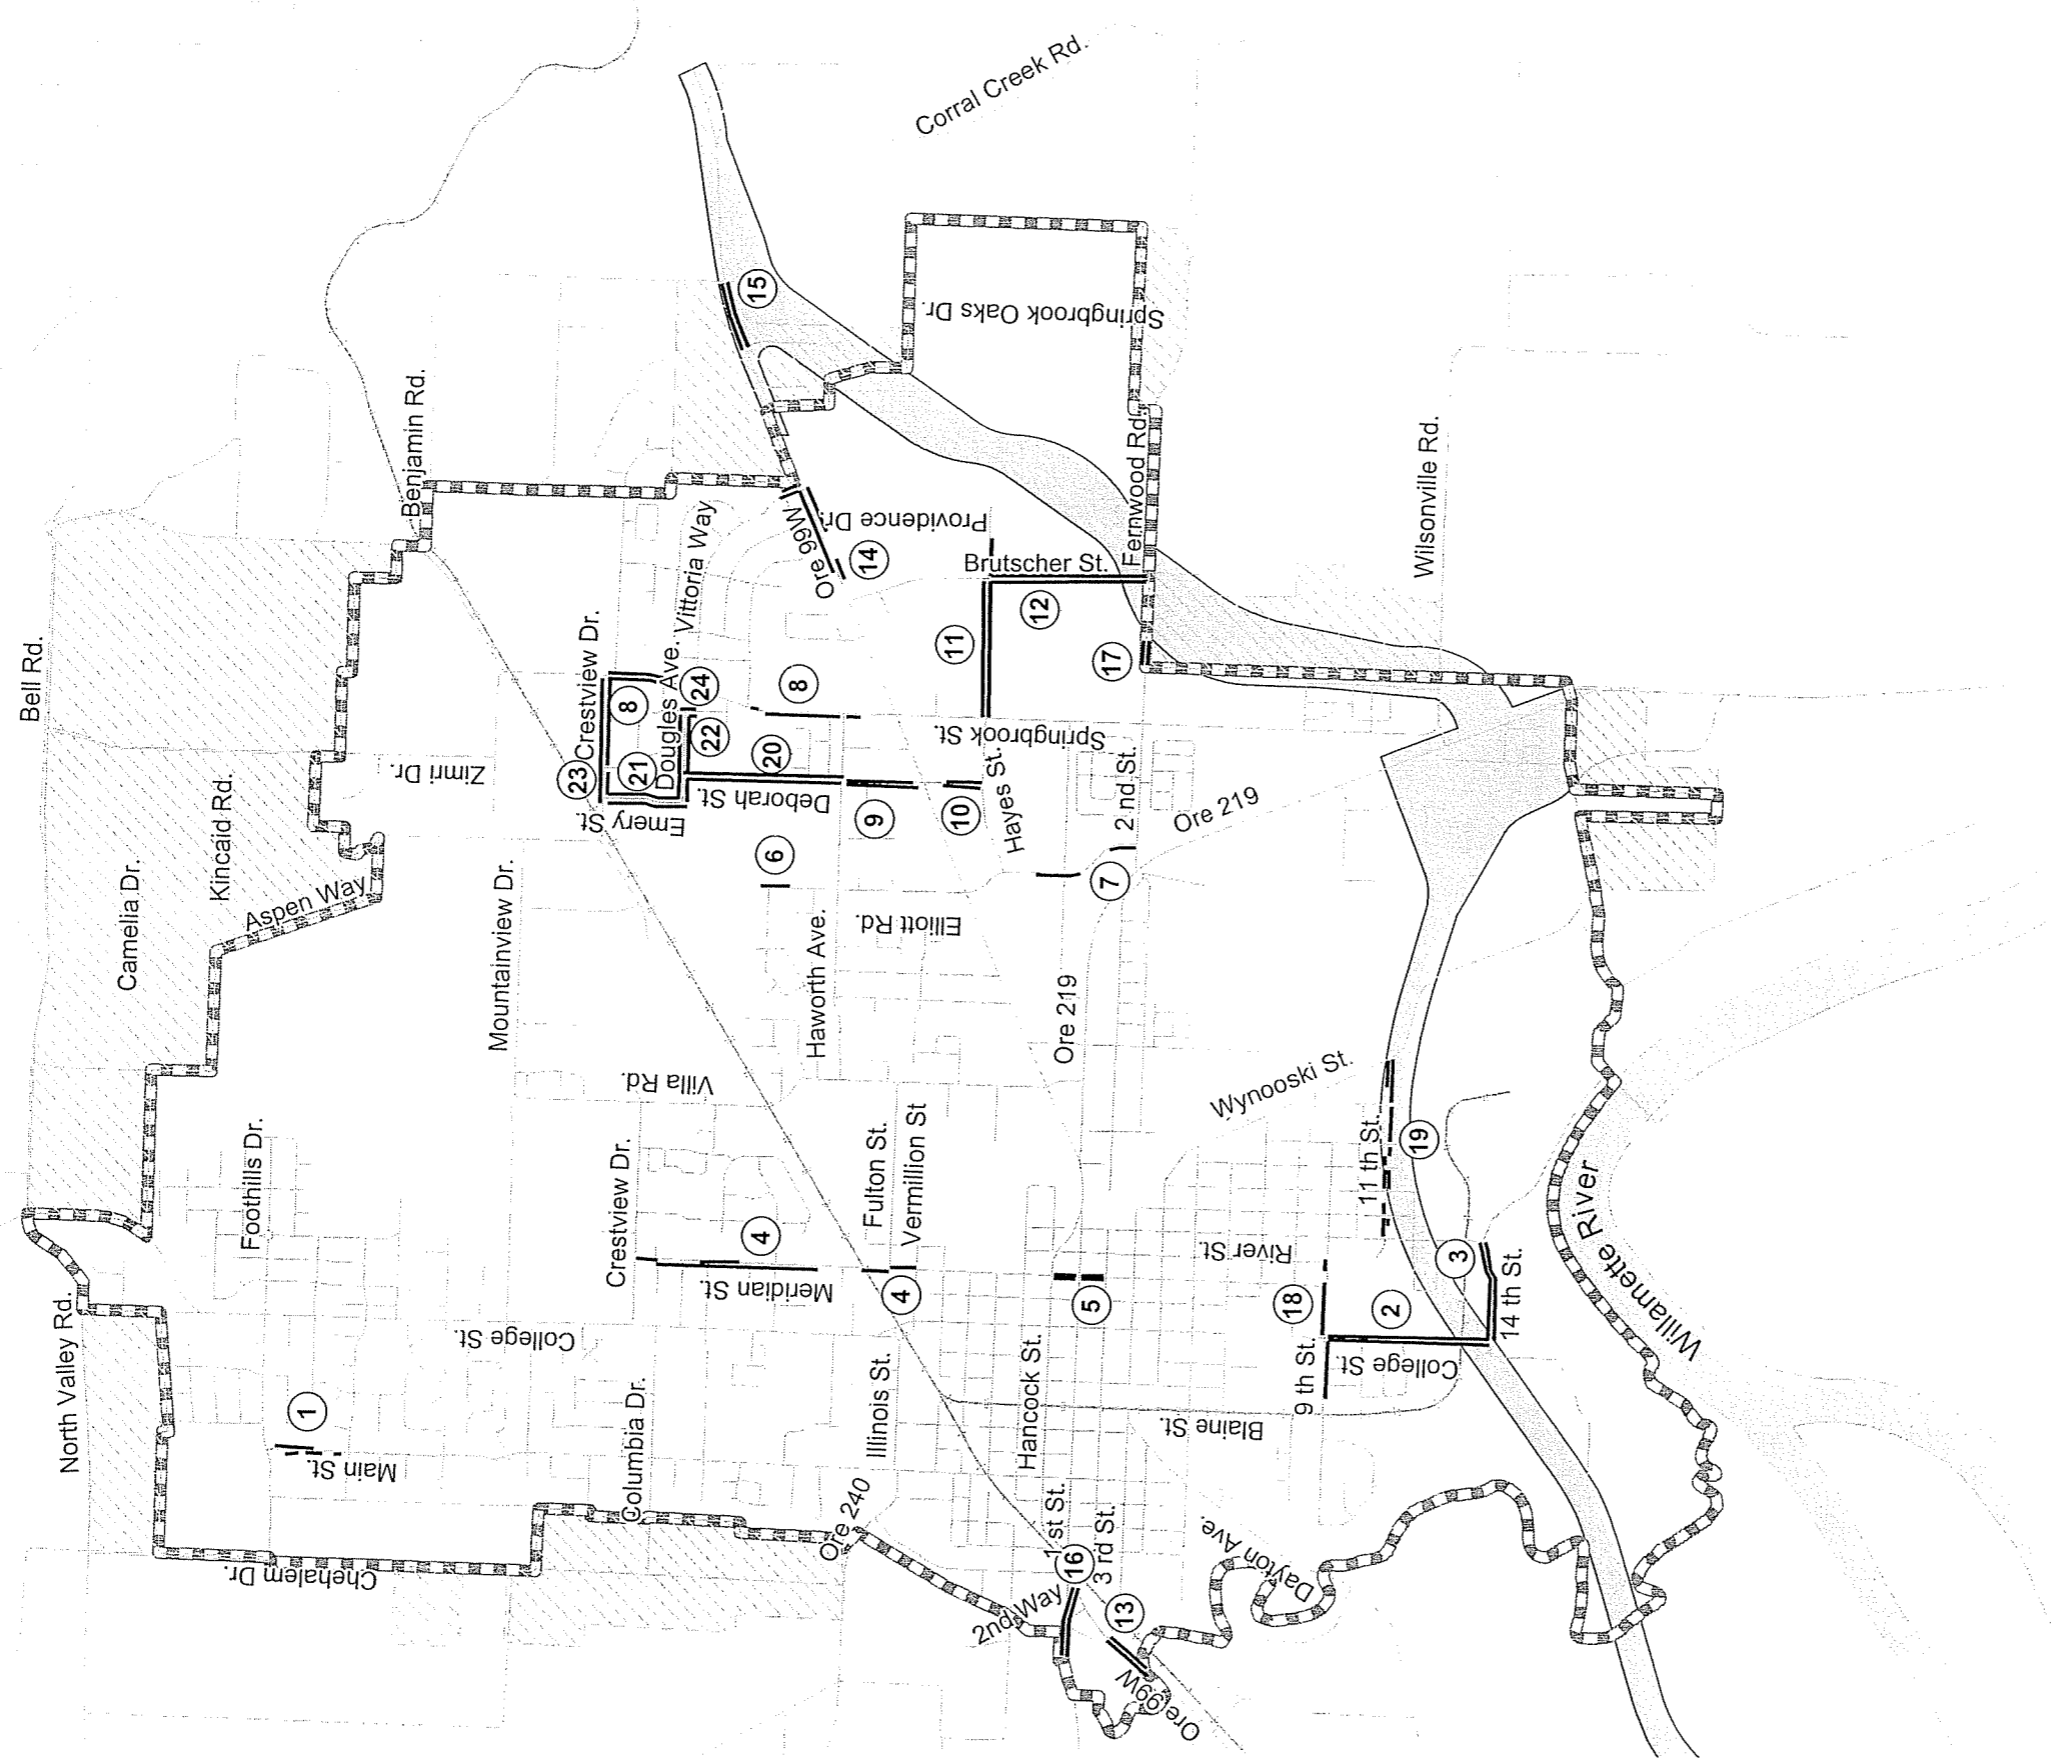 Corral Creek Rd.
15
Springbrook Oaks Dr.
Bell Rd.
Benjamin Rd.
Ore 99W
Providence Dr.
14
Vittoria Way
Brutscher St.
Fernwood Rd.
Wilsonville Rd.
11
12
17
Crestview Dr.
8
Douglas Ave.
24
8
23
21
22
20
Zimri Dr.
Springbrook St.
Emery St.
Deborah St.
9
10
Hayes St.
2 nd St.
Ore 219
Kincaid Rd.
Camelia Dr.
Aspen Way
Mountainview Dr.
6
7
Haworth Ave.
Elliott Rd.
Ore 219
Villa Rd.
Wynooski St.
Foothills Dr.
Crestview Dr.
Fulton St.
Vermillion St
11 th St.
19
Willamette River
4
Meridian St.
4
5
River St.
18
2
3
14 th St.
North Valley Rd.
College St.
Hancock St.
9 th St.
College St.
1
Main St.
Columbia Dr.
Illinois St.
Blaine St.
Chehalem Dr.
Ore 240
1 st St.
3 rd St.
16
2nd Way
13
Ore 99W
Dayton Ave.